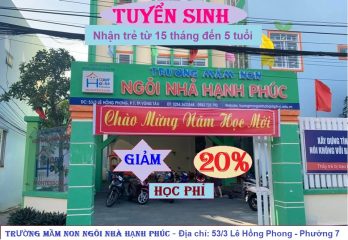 TUYỂN SINH
Nhận trẻ từ 15 tháng đến 5 tuổi
TRƯỜNG MẦM NON
NGÔI NHÀ HẠNH PHÚC
Chào Mừng Năm Học Mới
XÂY DỰNG
GIẢM
20%
HỌC PHÍ
TRƯỜNG MẦM NON NGÔI NHÀ HẠNH PHÚC - Địa chỉ: 53/3 Lê Hồng Phong - Phường 7